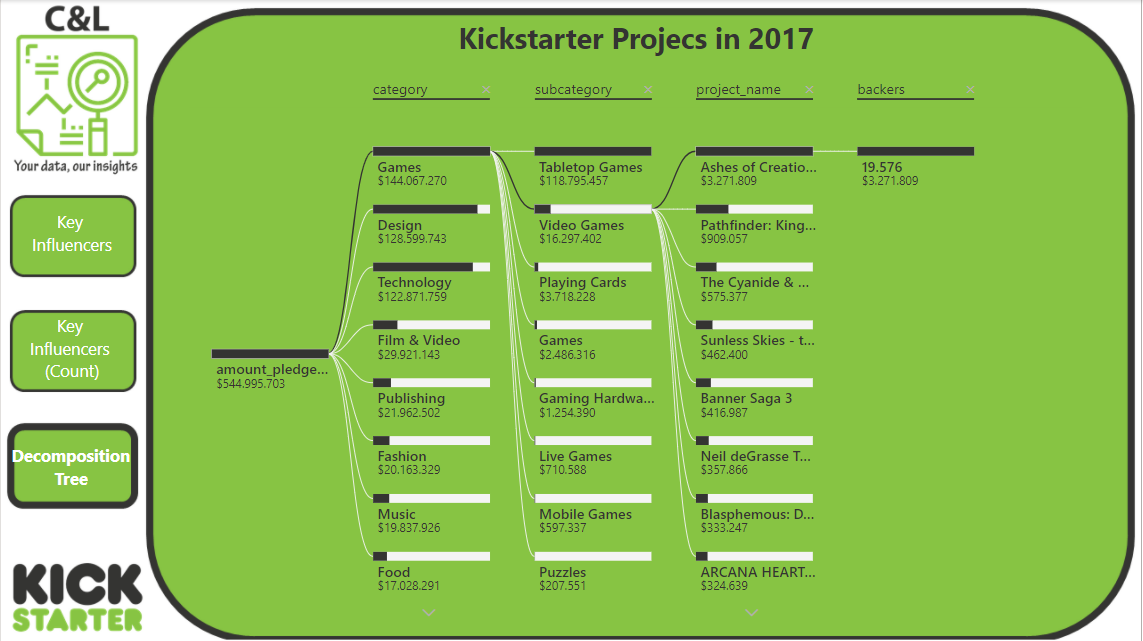 C&L
Your data, our insights
Key
Influencers
Key
Influencers
(Count)
Decomposition
Tree
KICK
STARTER
Kickstarter Projecs in 2017
category
subcategory
project_name
backers
amount_pledge...
$544.995.703
Games
$144.067.270
Design
$128.599.743
Technology
$122.871.759
Film & Video
$29.921.143
Publishing
$21.962.502
Fashion
$20.163.329
Music
$19.837.926
Food
$17.028.291
Tabletop Games
$118.795.457
Video Games
$16.297.402
Playing Cards
$3.718.228
Games
$2.486.316
Gaming Hardwa...
$1.254.390
Live Games
$710.588
Mobile Games
$597.337
Puzzles
$207.551
Ashes of Creatio...
$3.271.809
Pathfinder: King...
$909.057
The Cyanide & ...
$575.377
Sunless Skies - t...
$462.400
Banner Saga 3
$416.987
Neil deGrasse T...
$357.866
Blasphemous: D...
$333.247
ARCANA HEART...
$324.639
19.576
$3.271.809